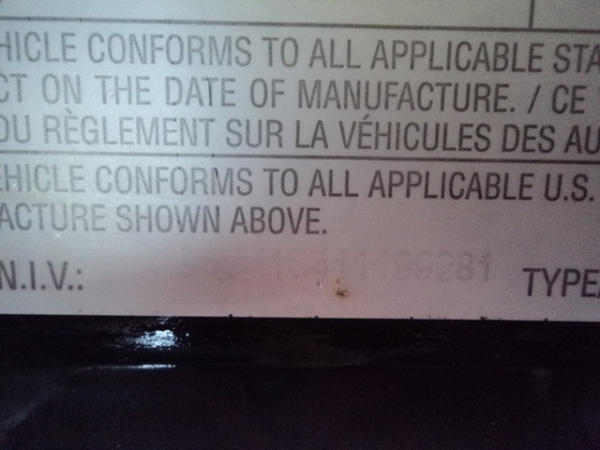 HICLE CONFORMS TO ALL APPLICABLE STA
CT ON THE DATE OF MANUFACTURE. / CE
DU RÈGLEMENT SUR LA VÉHICULES DES AU
EHICLE CONFORMS TO ALL APPLICABLE U.S.
ACTURE SHOWN ABOVE.
N.I.V.: TYPE